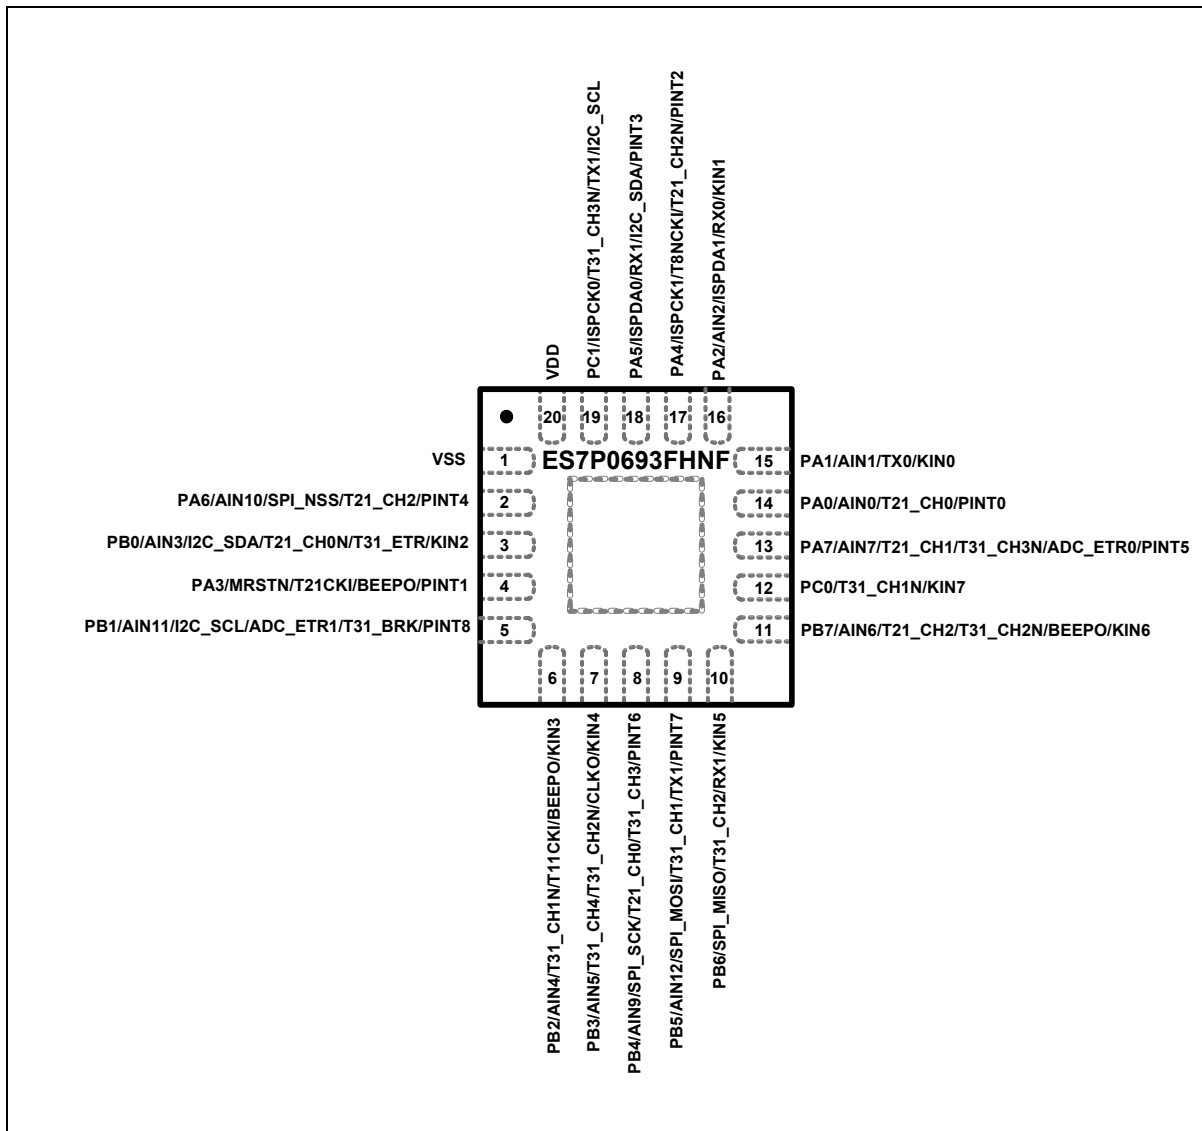 PC1/ISPCK0/T31_CH3N/TX1/I2C_SCL
PA5/ISPDA0/RX1/I2C_SDA/PINT3
PA4/ISPCK1/T8NCKI/T21_CH2N/PINT2
PA2/AIN2/ISPDA1/RX0/KIN1
VDD
20
19
18
17
16
ES7P0693FHNF
VSS
1
PA6/AIN10/SPI_NSS/T21_CH2/PINT4
2
PB0/AIN3/I2C_SDA/T21_CH0N/T31_ETR/KIN2
3
PA3/MRSTN/T21CKI/BEEPO/PINT1
4
PB1/AIN11/I2C_SCL/ADC_ETR1/T31_BRK/PINT8
5
15
PA1/AIN1/TX0/KIN0
14
PA0/AIN0/T21_CH0/PINT0
13
PA7/AIN7/T21_CH1/T31_CH3N/ADC_ETR0/PINT5
12
PC0/T31_CH1N/KIN7
11
PB7/AIN6/T21_CH2/T31_CH2N/BEEPO/KIN6
6
7
8
9
10
PB2/AIN4/T31_CH1N/T11CKI/BEEPO/KIN3
PB3/AIN5/T31_CH4/T31_CH2N/CLKO/KIN4
PB4/AIN9/SPI_SCK/T21_CH0/T31_CH3/PINT6
PB5/AIN12/SPI_MOSI/T31_CH1/TX1/PINT7
PB6/SPI_MISO/T31_CH2/RX1/KIN5